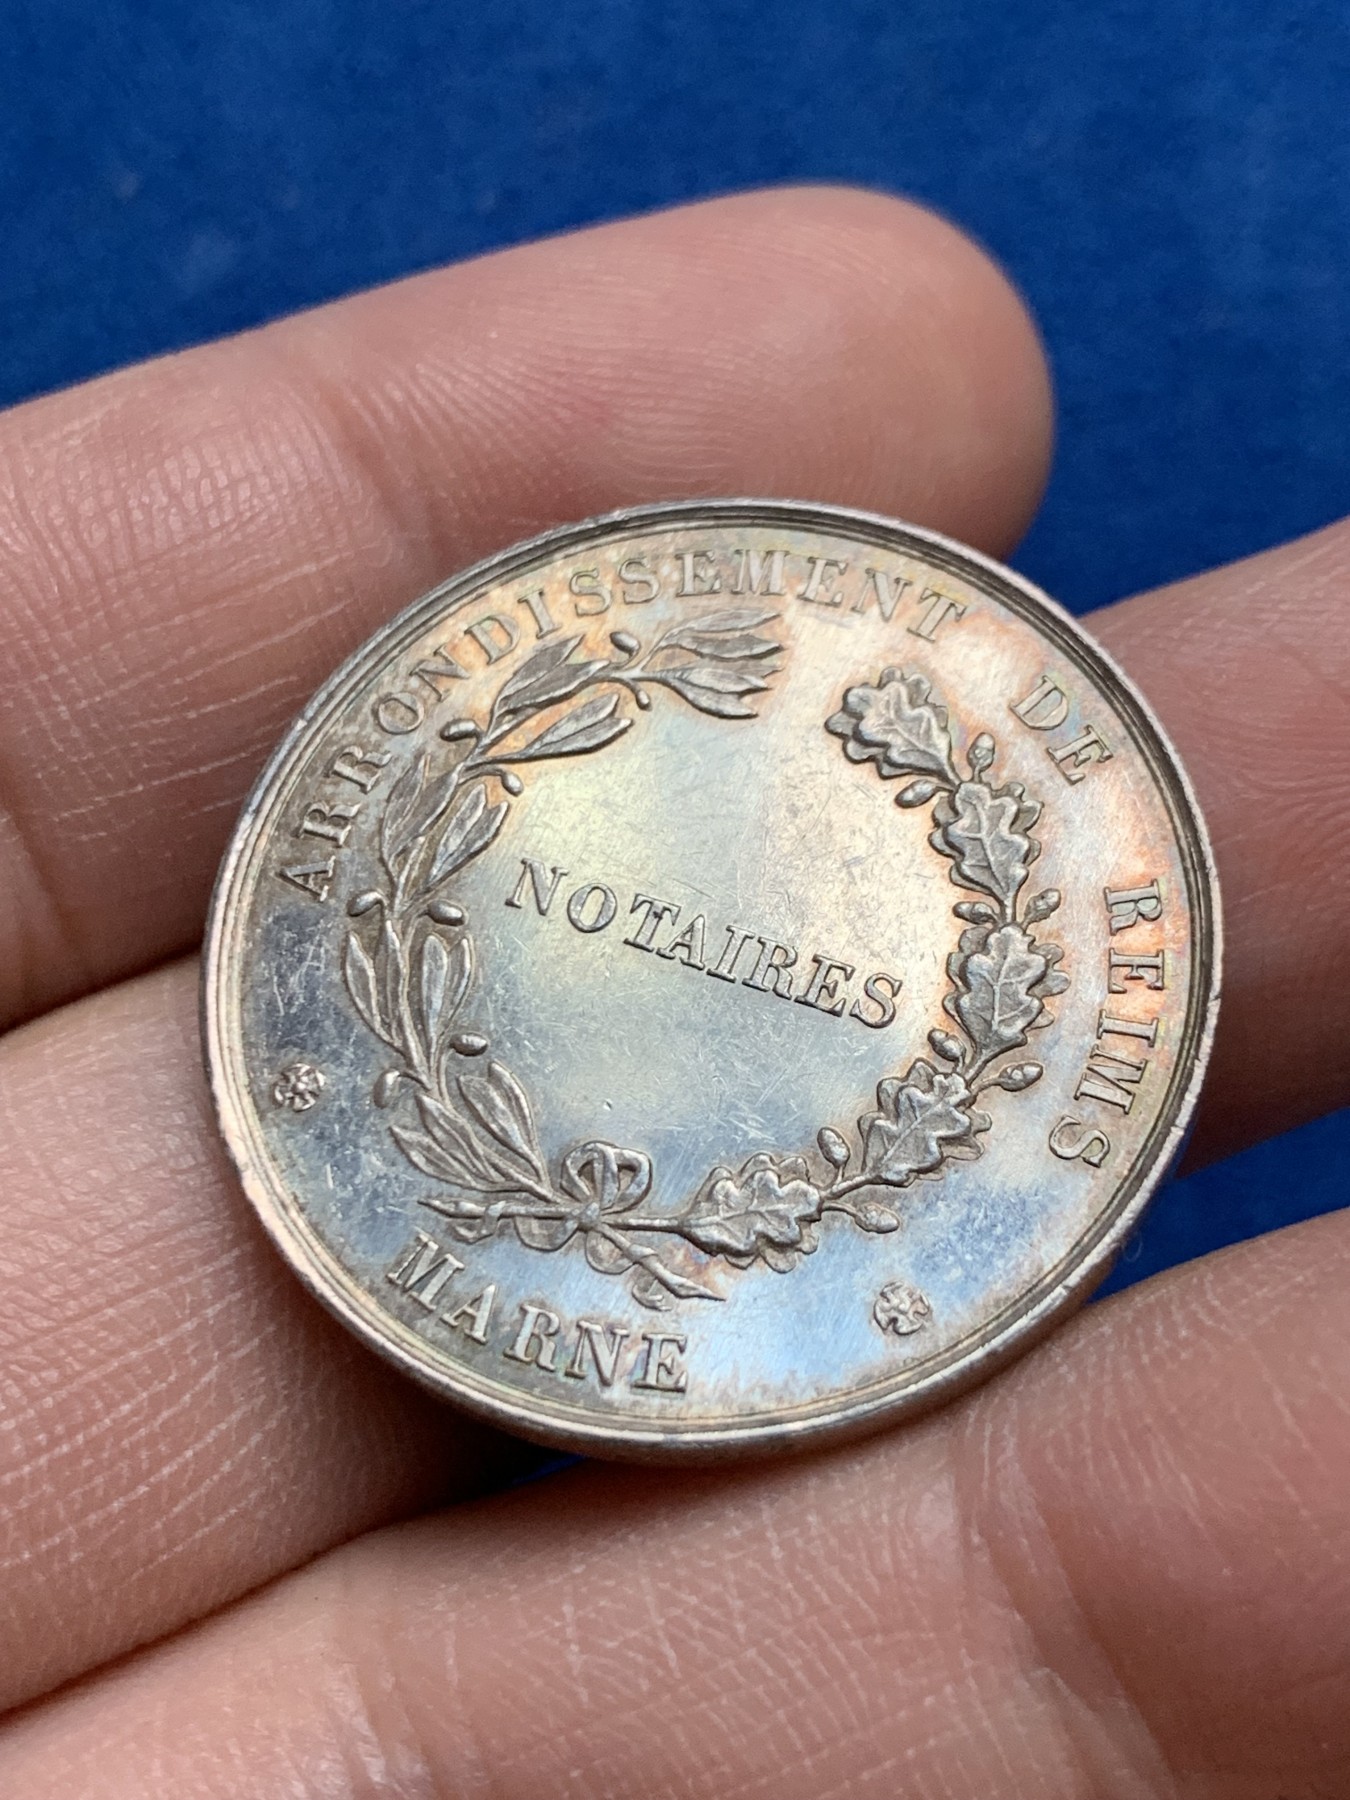 ARRONDISSEMENT DE REIMS
NOTAIRES
MARNE